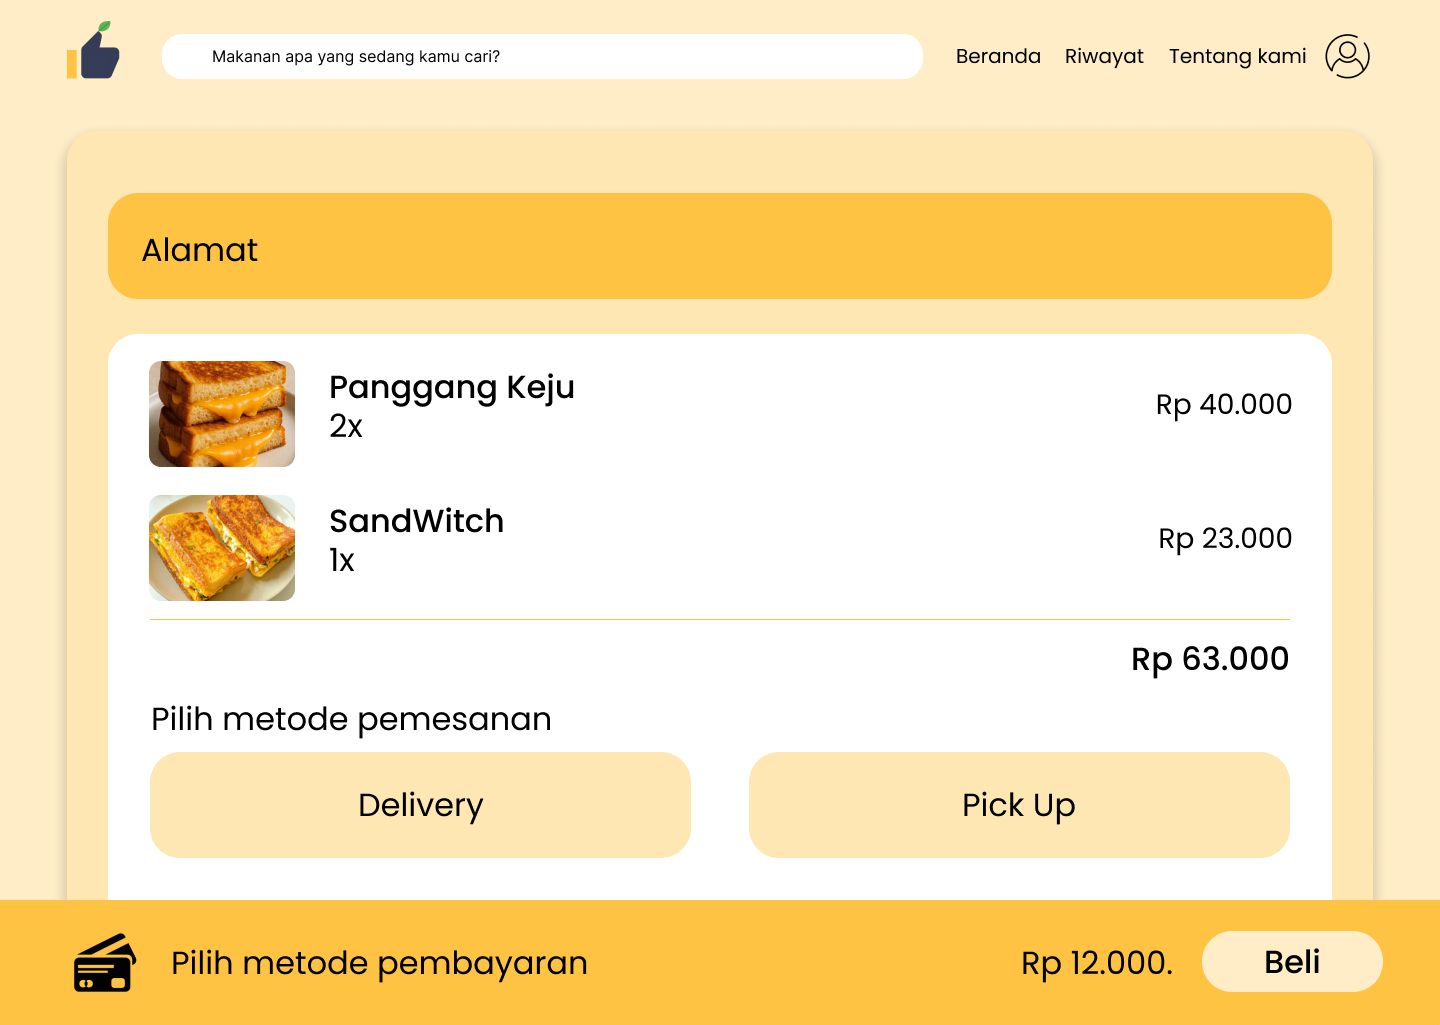 Makanan apa yang sedang kamu cari?
Beranda
Riwayat
Tentang kami
Alamat
Panggang Keju
2x
Rp 40.000
SandWitch
1x
Rp 23.000
Rp 63.000
Pilih metode pemesanan
Delivery
Pick Up
Pilih metode pembayaran
Rp 12.000.
Beli